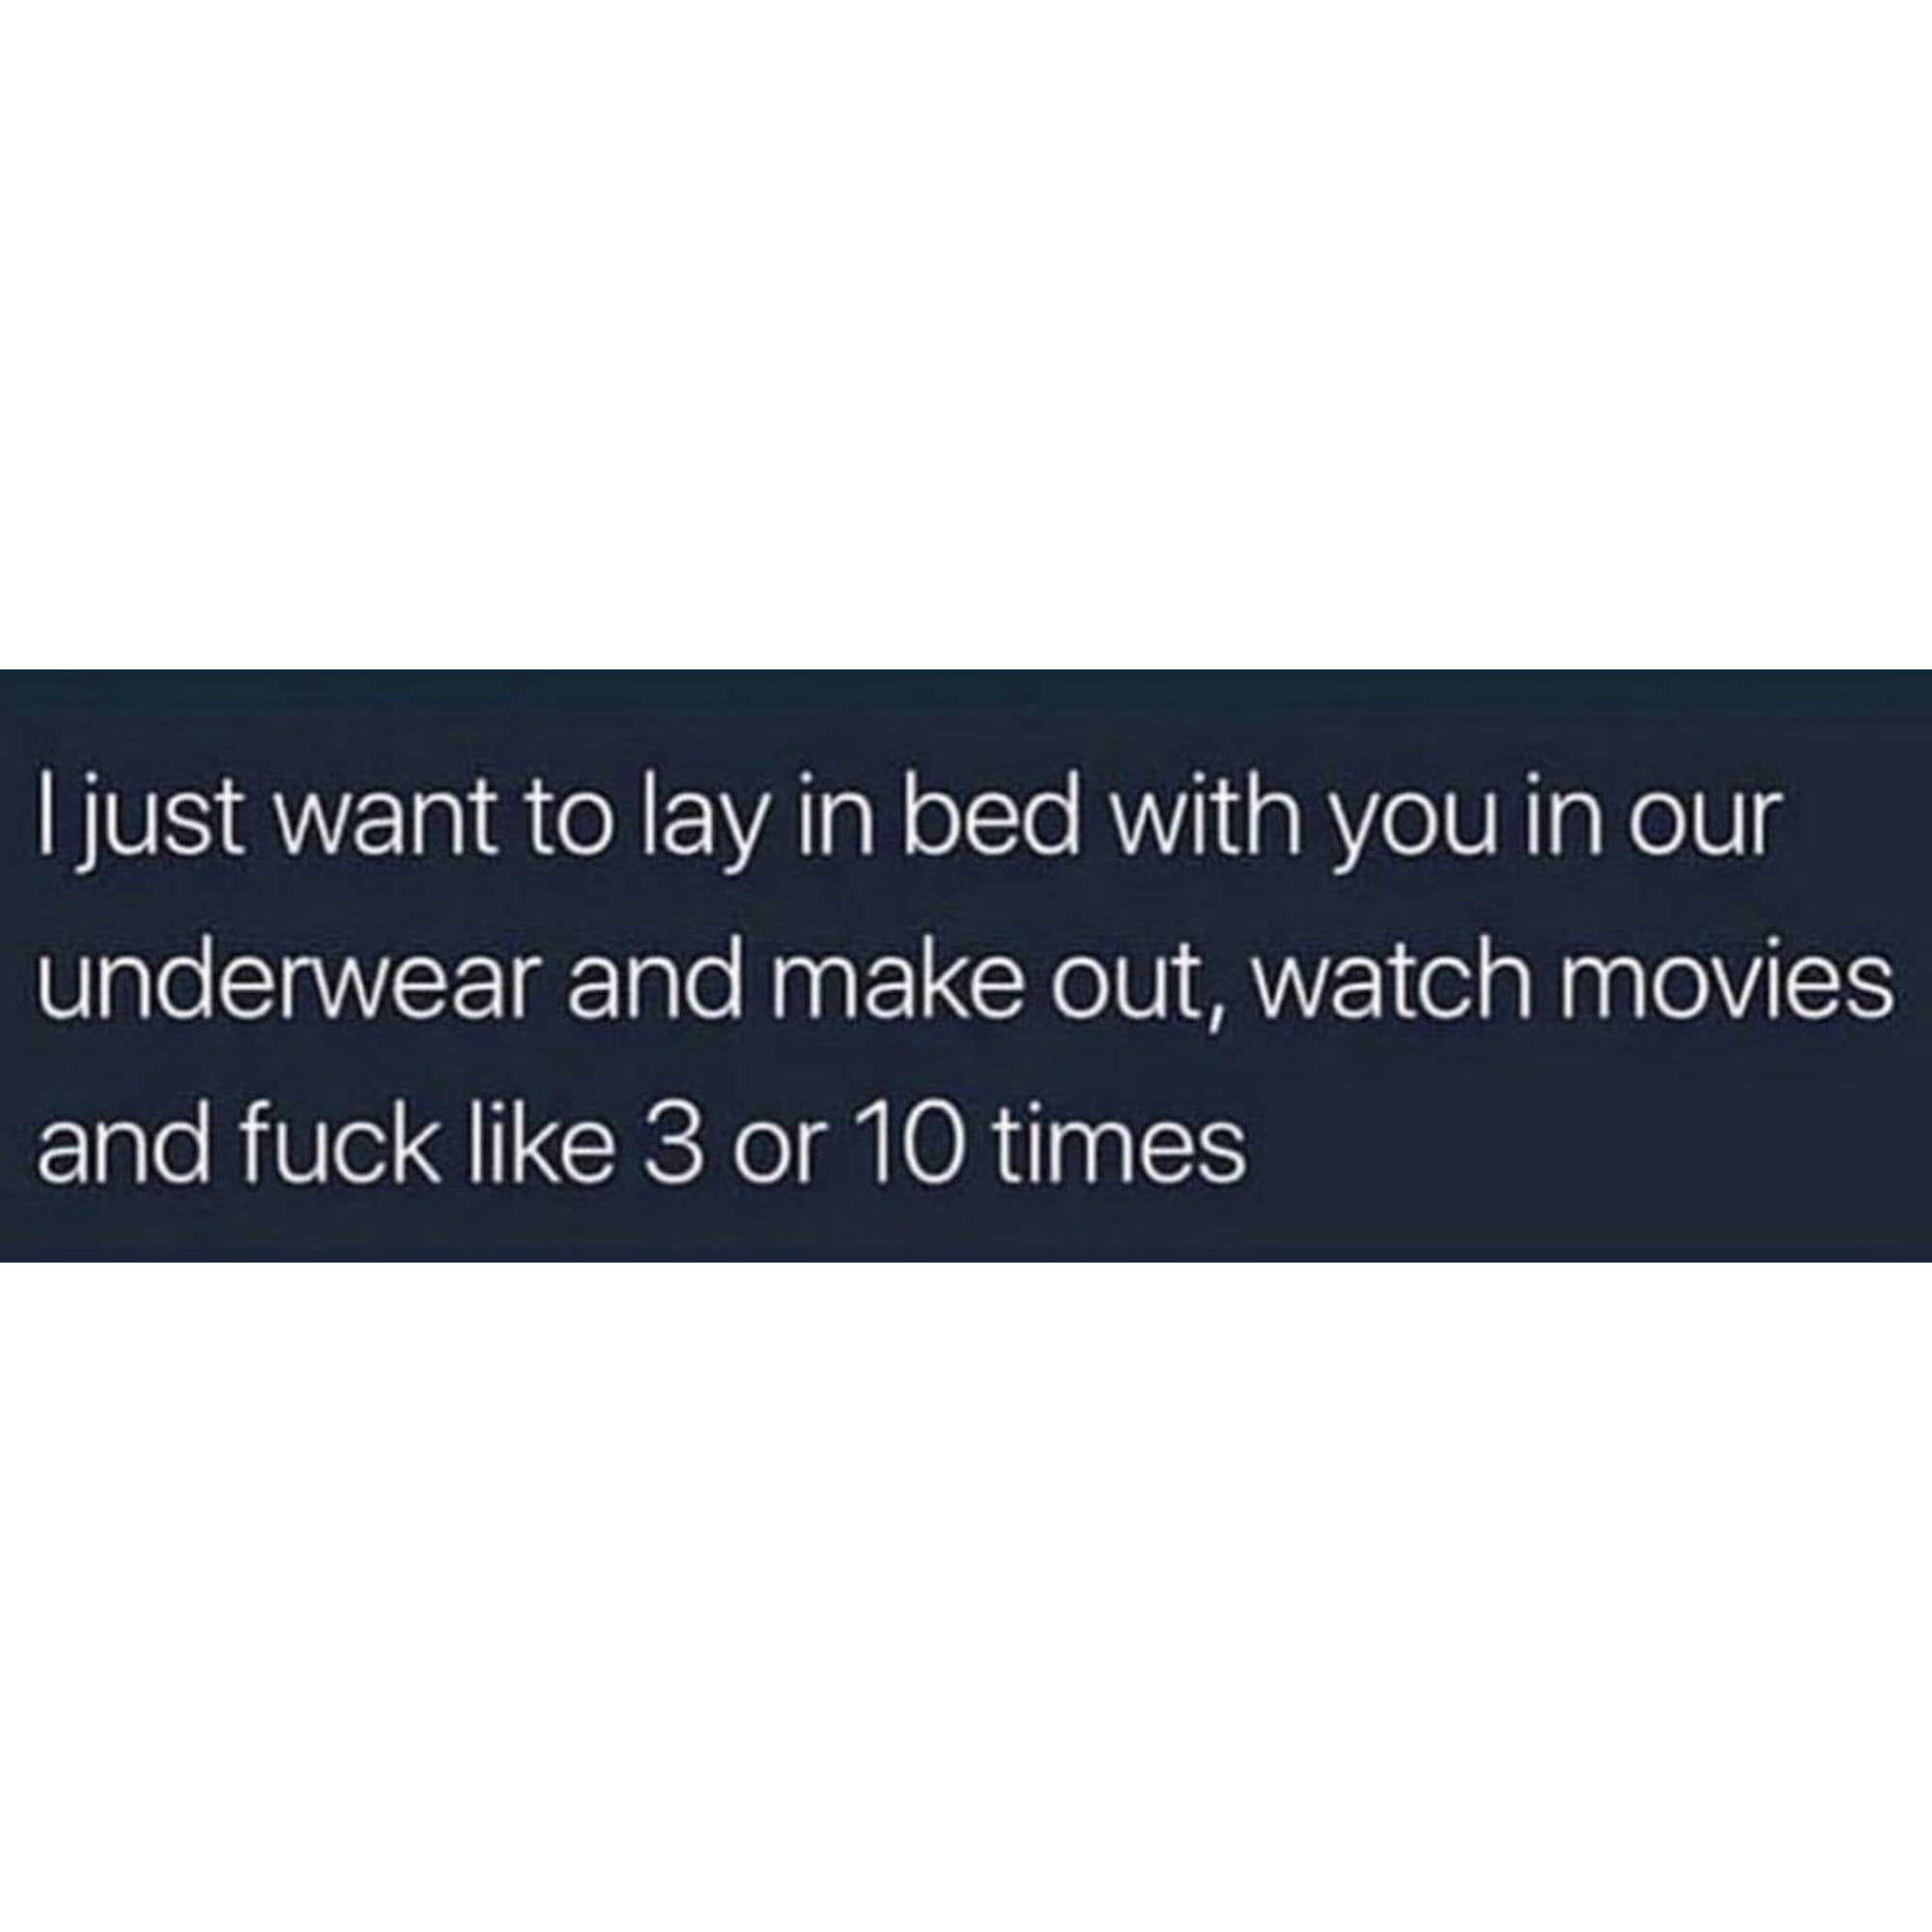 I just want to lay in bed with you in our
underwear and make out, watch movies
and fuck like 3 or 10 times